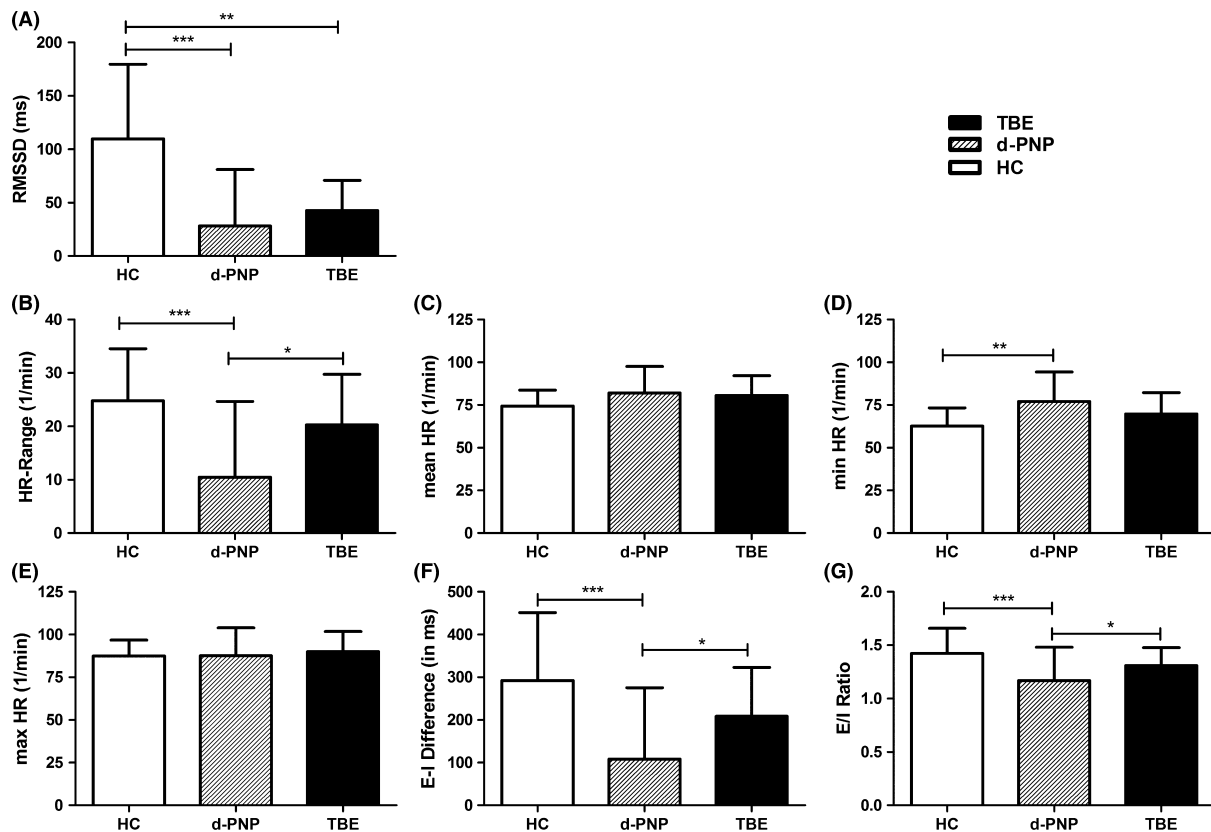 (A)
**
***
200
150
100
50
0
RMSSD (ms)
HC d-PNP TBE
TBE
d-PNP
HC
(B)
***
*
40
30
20
10
0
HR-Range (1/min)
HC d-PNP TBE
(C)
125
100
75
50
25
0
mean HR (1/min)
HC d-PNP TBE
(D)
**
125
100
75
50
25
0
min HR (1/min)
HC d-PNP TBE
(E)
125
100
75
50
25
0
max HR (1/min)
HC d-PNP TBE
(F)
***
*
500
400
300
200
100
0
E-I Difference (in ms)
HC d-PNP TBE
(G)
***
*
2.0
1.5
1.0
0.5
0.0
E/I Ratio
HC d-PNP TBE